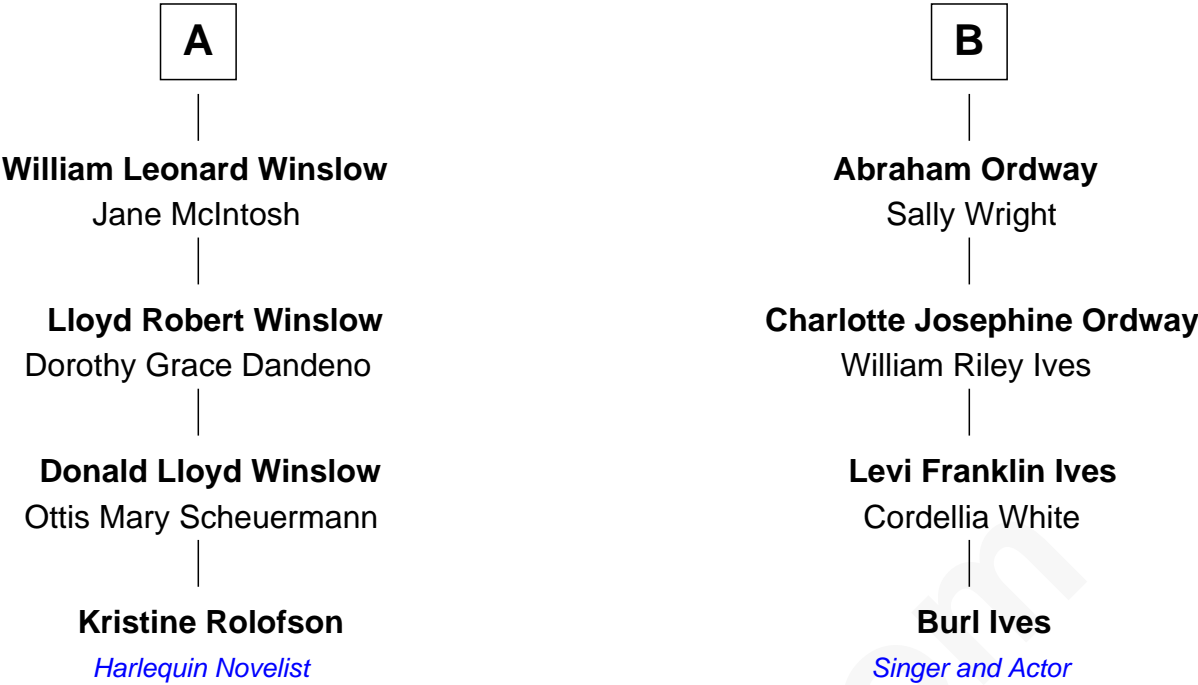 A
B
William Leonard Winslow
Jane McIntosh
Abraham Ordway
Sally Wright
Lloyd Robert Winslow
Dorothy Grace Dandeno
Charlotte Josephine Ordway
William Riley Ives
Donald Lloyd Winslow
Ottis Mary Scheuermann
Levi Franklin Ives
Cordellia White
Kristine Rolofson
Harlequin Novelist
Burl Ives
Singer and Actor